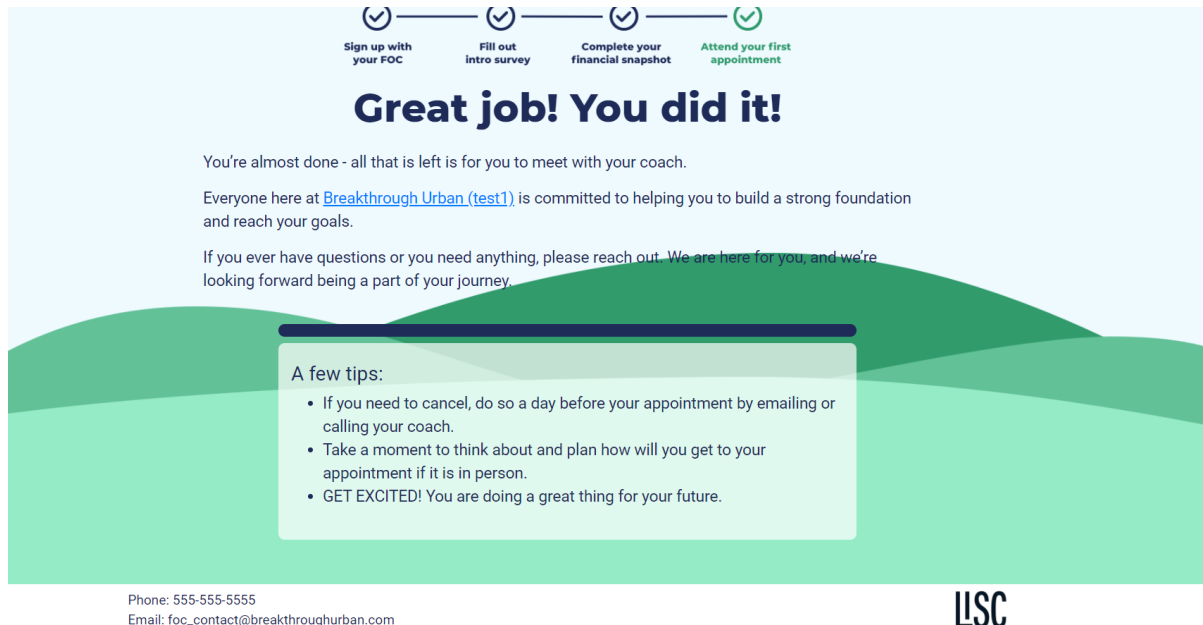 Sign up with
your FOC
Fill out
intro survey
Complete your
financial snapshot
Attend your first
appointment
Great job! You did it!
You’re almost done - all that is left is for you to meet with your coach.
Everyone here at Breakthrough Urban (test1) is committed to helping you to build a strong foundation
and reach your goals.
If you ever have questions or you need anything, please reach out. We are here for you, and we’re
looking forward being a part of your journey.
A few tips:
• If you need to cancel, do so a day before your appointment by emailing or
calling your coach.
• Take a moment to think about and plan how will you get to your
appointment if it is in person.
• GET EXCITED! You are doing a great thing for your future.
Phone: 555-555-5555
Email: foc_contact@breakthroughurban.com
LISC